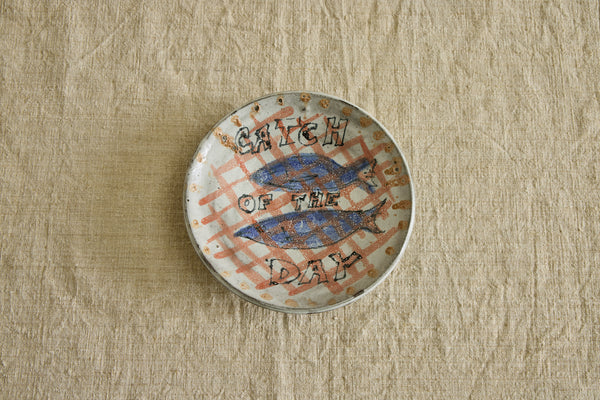 CATCH
OF THE
DAY